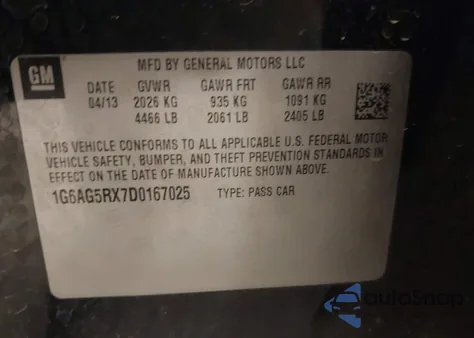 MFD BY GENERAL MOTORS LLC
GM
DATE GVWR GAWR FRT GAWR RR
04/13 2026 KG 935 KG 1091 KG
4466 LB 2061 LB 2405 LB
THIS VEHICLE CONFORMS TO ALL APPLICABLE U.S. FEDERAL MOTOR
VEHICLE SAFETY, BUMPER, AND THEFT PREVENTION STANDARDS IN
EFFECT ON THE DATE OF MANUFACTURE SHOWN ABOVE.
1G6AG5RX7D0167025 TYPE: PASS CAR
autoSnap